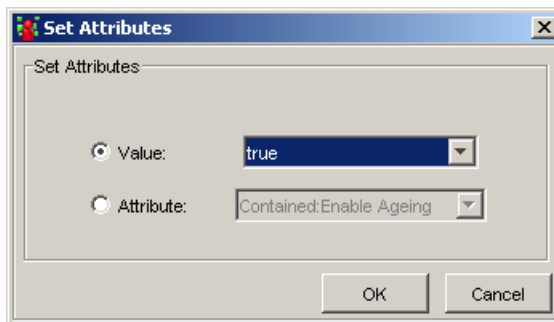 Set Attributes
Set Attributes
Value: true
Attribute: Contained:Enable Ageing
OK Cancel